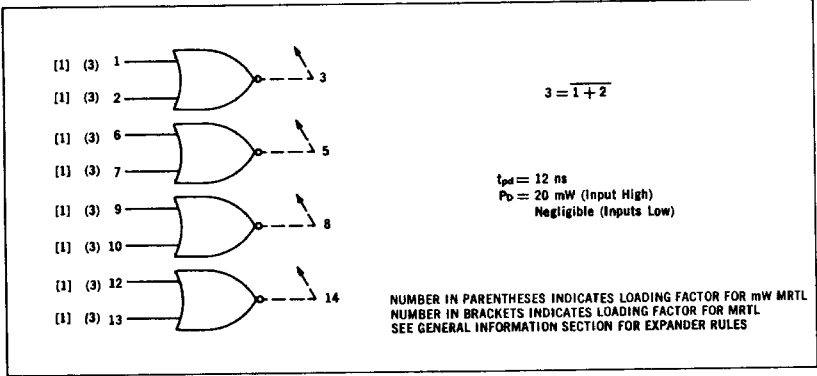 [1] (3) 1
[1] (3) 2
3
3 = 1 + 2
[1] (3) 6
[1] (3) 7
5
[1] (3) 9
[1] (3) 10
8
[1] (3) 12
[1] (3) 13
14
tpd = 12 ns
PD = 20 mW (Input High)
Negligible (Inputs Low)
NUMBER IN PARENTHESES INDICATES LOADING FACTOR FOR mW MRTL
NUMBER IN BRACKETS INDICATES LOADING FACTOR FOR MRTL
SEE GENERAL INFORMATION SECTION FOR EXPANDER RULES